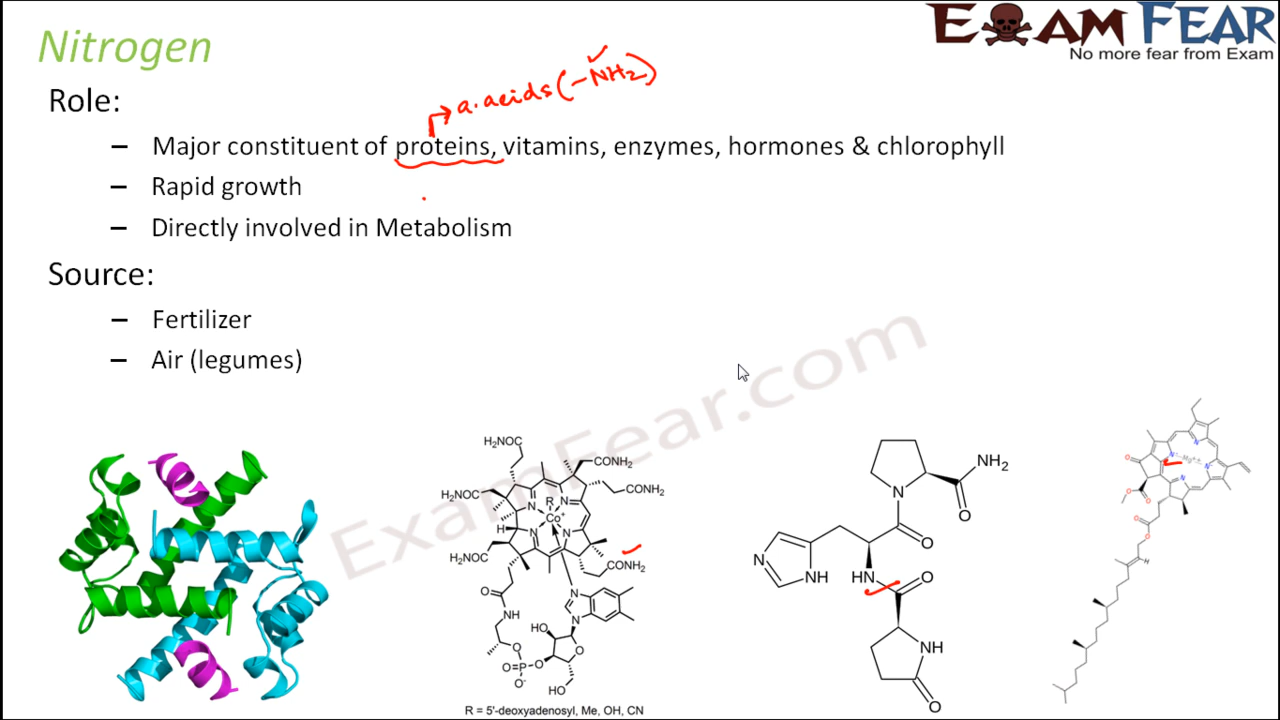 Nitrogen
EXAM FEAR
No more fear from Exam
Role:
a.acids (-NH2)
– Major constituent of proteins, vitamins, enzymes, hormones & chlorophyll
– Rapid growth
– Directly involved in Metabolism
Source:
– Fertilizer
– Air (legumes)
ExamFear.com
H₂NOC
CONH₂
H₂NOC
CONH₂
R
N
N
Co⁺
H
N
N
H₂NOC
CONH₂
O
NH
N
N
HO
O
O
O=P-O
O⁻
HO
R = 5'-deoxyadenosyl, Me, OH, CN
NH₂
N
O
O
N
NH
HN
O
NH
O
N
N
Mg
N
N
O
O
O
O
O
H